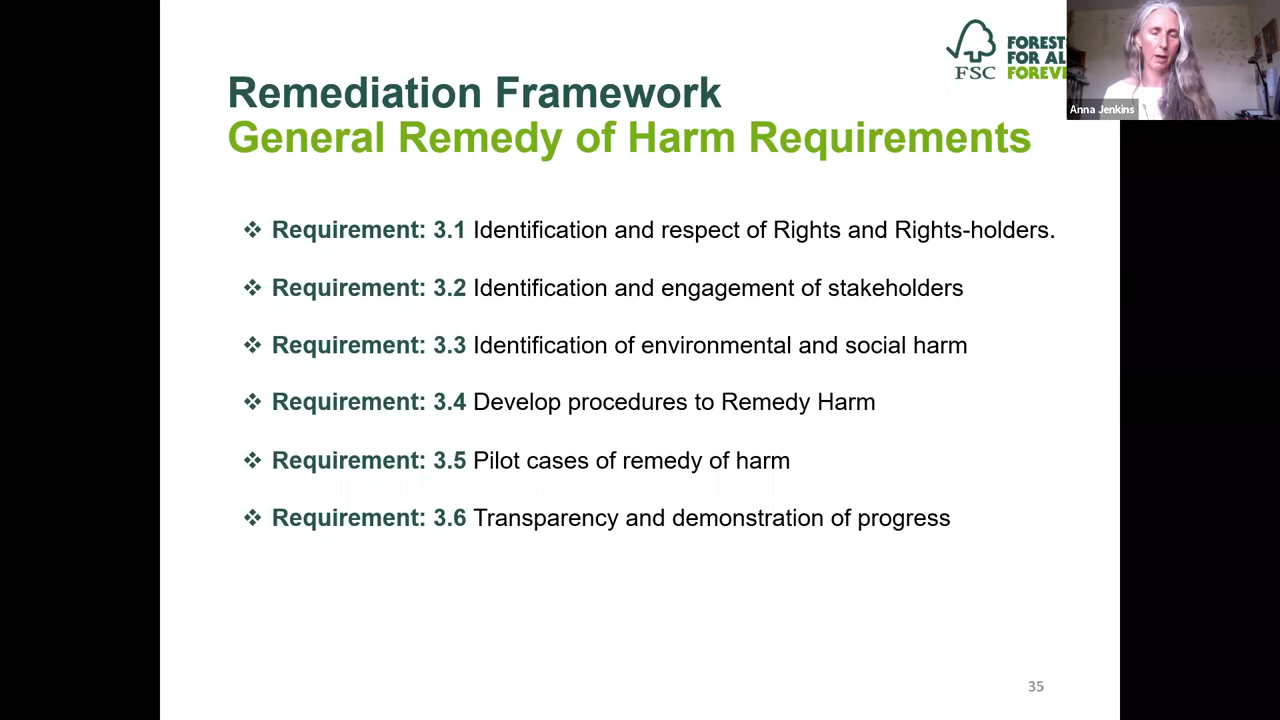 Remediation Framework
General Remedy of Harm Requirements
FSC
FORESTS
FOR AL
FOREV
Anna Jenkins
❖ Requirement: 3.1 Identification and respect of Rights and Rights-holders.
❖ Requirement: 3.2 Identification and engagement of stakeholders
❖ Requirement: 3.3 Identification of environmental and social harm
❖ Requirement: 3.4 Develop procedures to Remedy Harm
❖ Requirement: 3.5 Pilot cases of remedy of harm
❖ Requirement: 3.6 Transparency and demonstration of progress
35